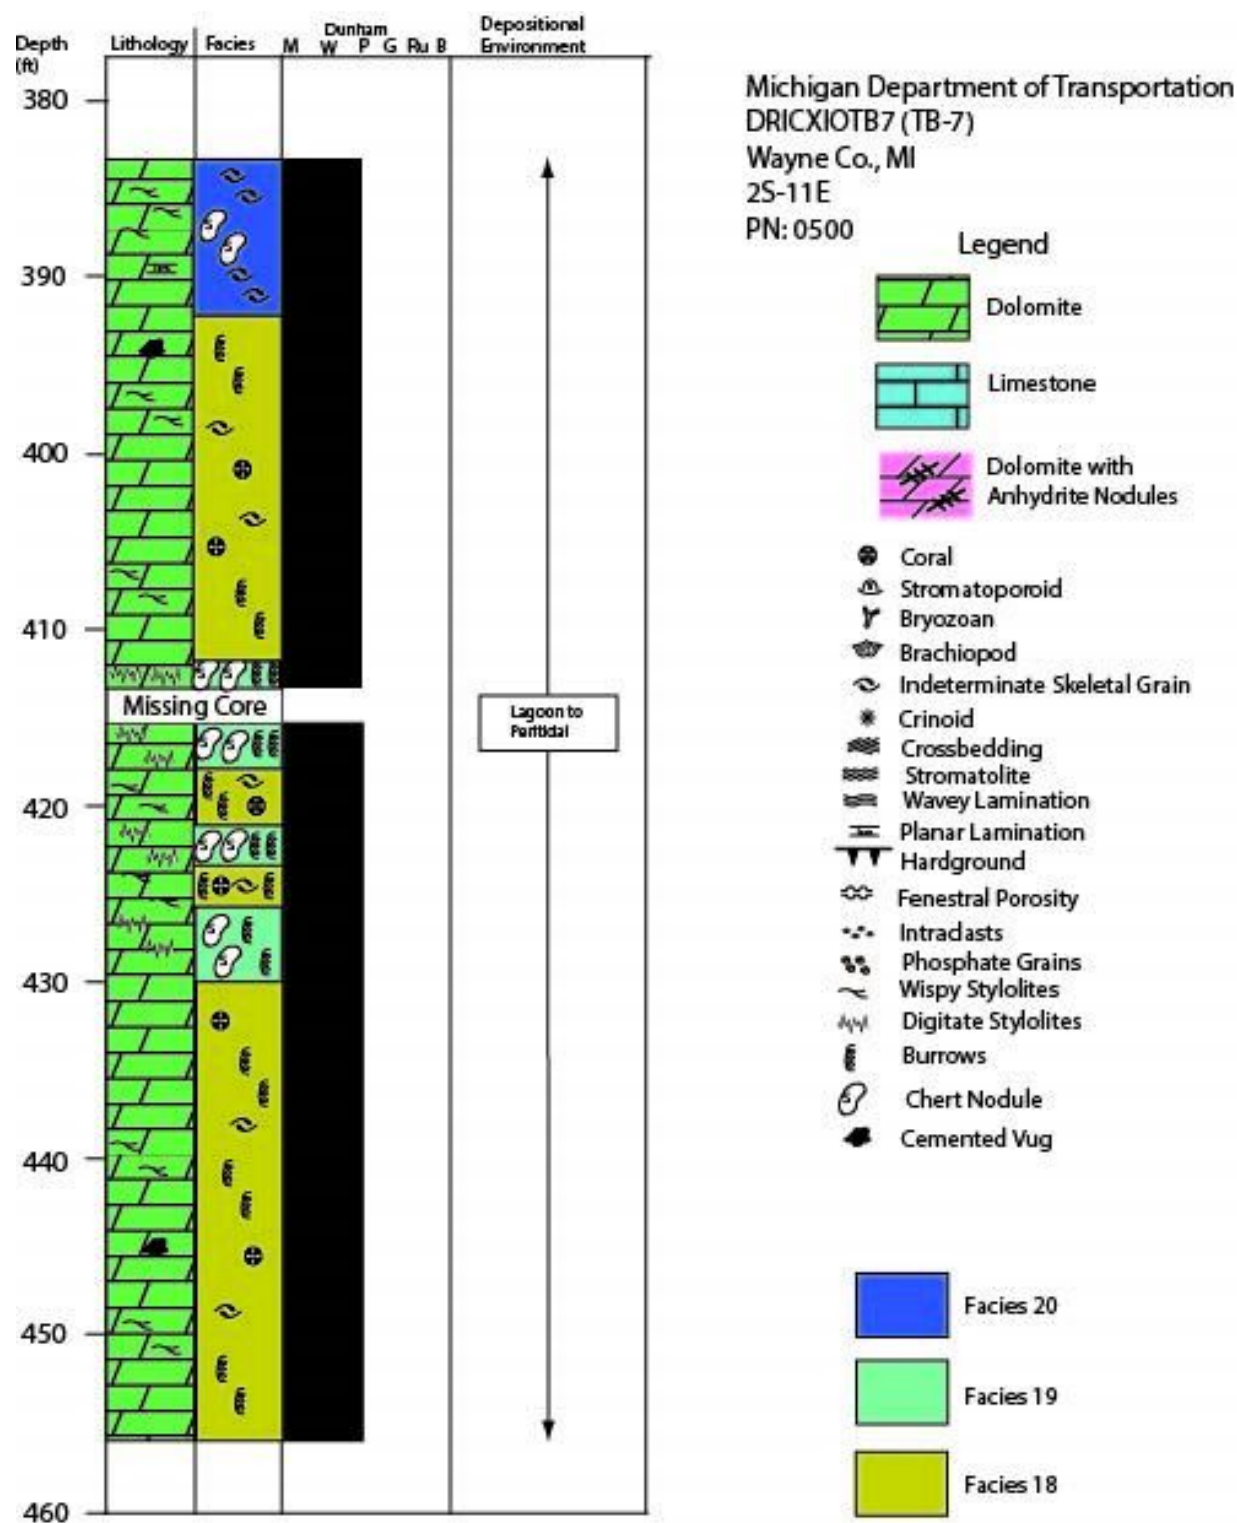 Depth
(ft)
Lithology
Facies
Dunham
M W P G Ru B
Depositional
Environment
380
390
400
410
420
430
440
450
460
Missing Core
Lagoon to
Peritidal
Michigan Department of Transportation
DRICXIOTB7 (TB-7)
Wayne Co., MI
2S-11E
PN: 0500
Legend
Dolomite
Limestone
Dolomite with
Anhydrite Nodules
Coral
Stromatoporoid
Bryozoan
Brachiopod
Indeterminate Skeletal Grain
Crinoid
Crossbedding
Stromatolite
Wavey Lamination
Planar Lamination
Hardground
Fenestral Porosity
Intraclasts
Phosphate Grains
Wispy Stylolites
Digitate Stylolites
Burrows
Chert Nodule
Cemented Vug
Facies 20
Facies 19
Facies 18